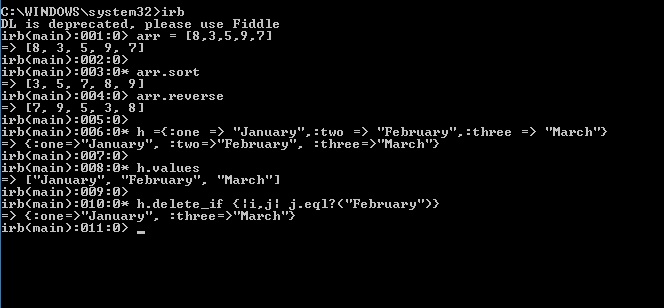 C:\WINDOWS\system32>irb
DL is deprecated, please use Fiddle
irb(main):001:0> arr = [8,3,5,9,7]
=> [8, 3, 5, 9, 7]
irb(main):002:0>
irb(main):003:0* arr.sort
=> [3, 5, 7, 8, 9]
irb(main):004:0> arr.reverse
=> [7, 9, 5, 3, 8]
irb(main):005:0>
irb(main):006:0* h ={:one => "January",:two => "February",:three => "March"}
=> {:one=>"January", :two=>"February", :three=>"March"}
irb(main):007:0>
irb(main):008:0* h.values
=> ["January", "February", "March"]
irb(main):009:0>
irb(main):010:0* h.delete_if {|i,j| j.eql?("February")}
=> {:one=>"January", :three=>"March"}
irb(main):011:0> _